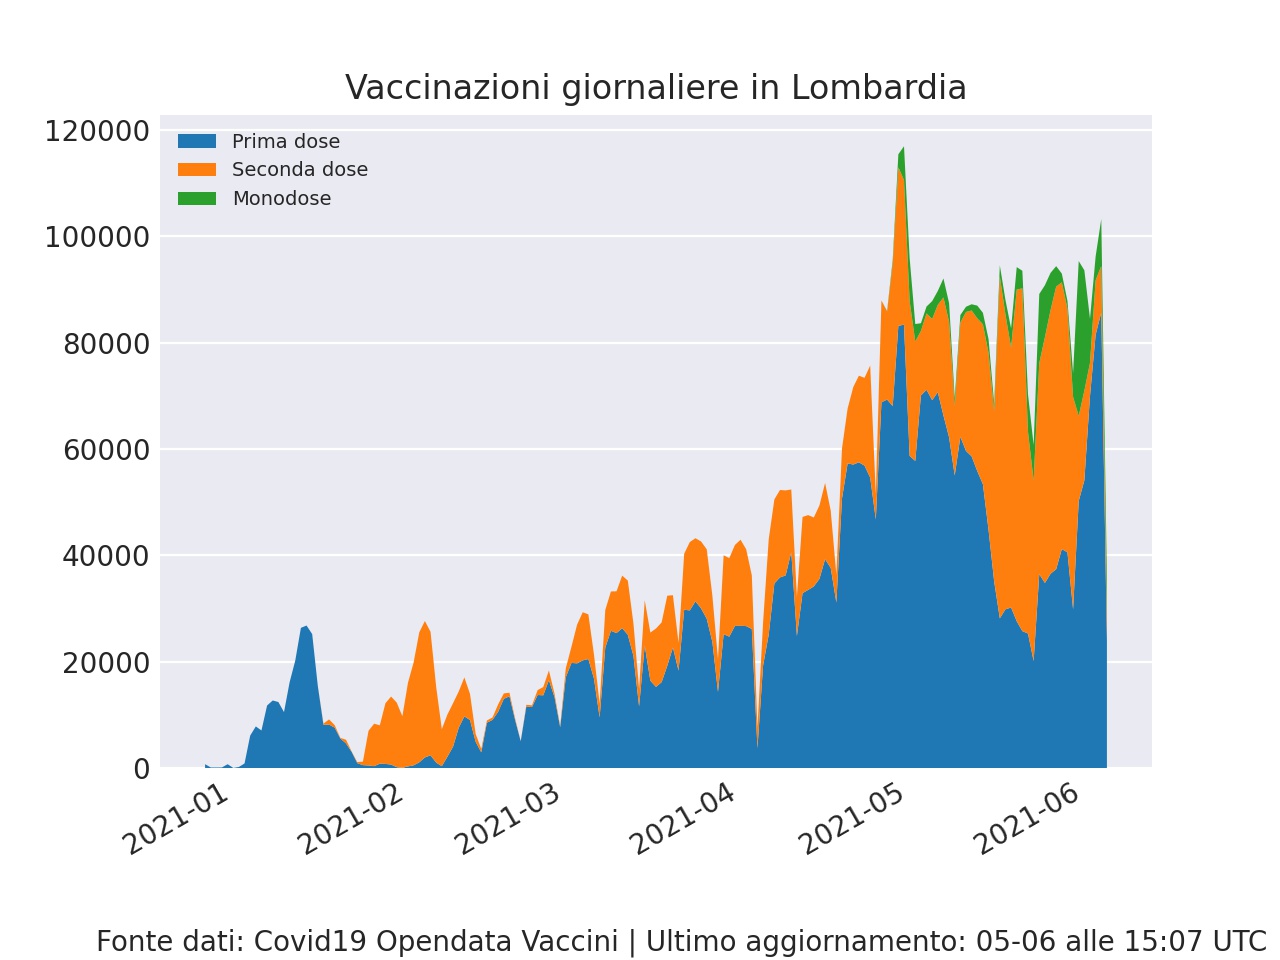 Vaccinazioni giornaliere in Lombardia
120000
100000
80000
60000
40000
20000
0
Prima dose
Seconda dose
Monodose
2021-01
2021-02
2021-03
2021-04
2021-05
2021-06
Fonte dati: Covid19 Opendata Vaccini | Ultimo aggiornamento: 05-06 alle 15:07 UTC